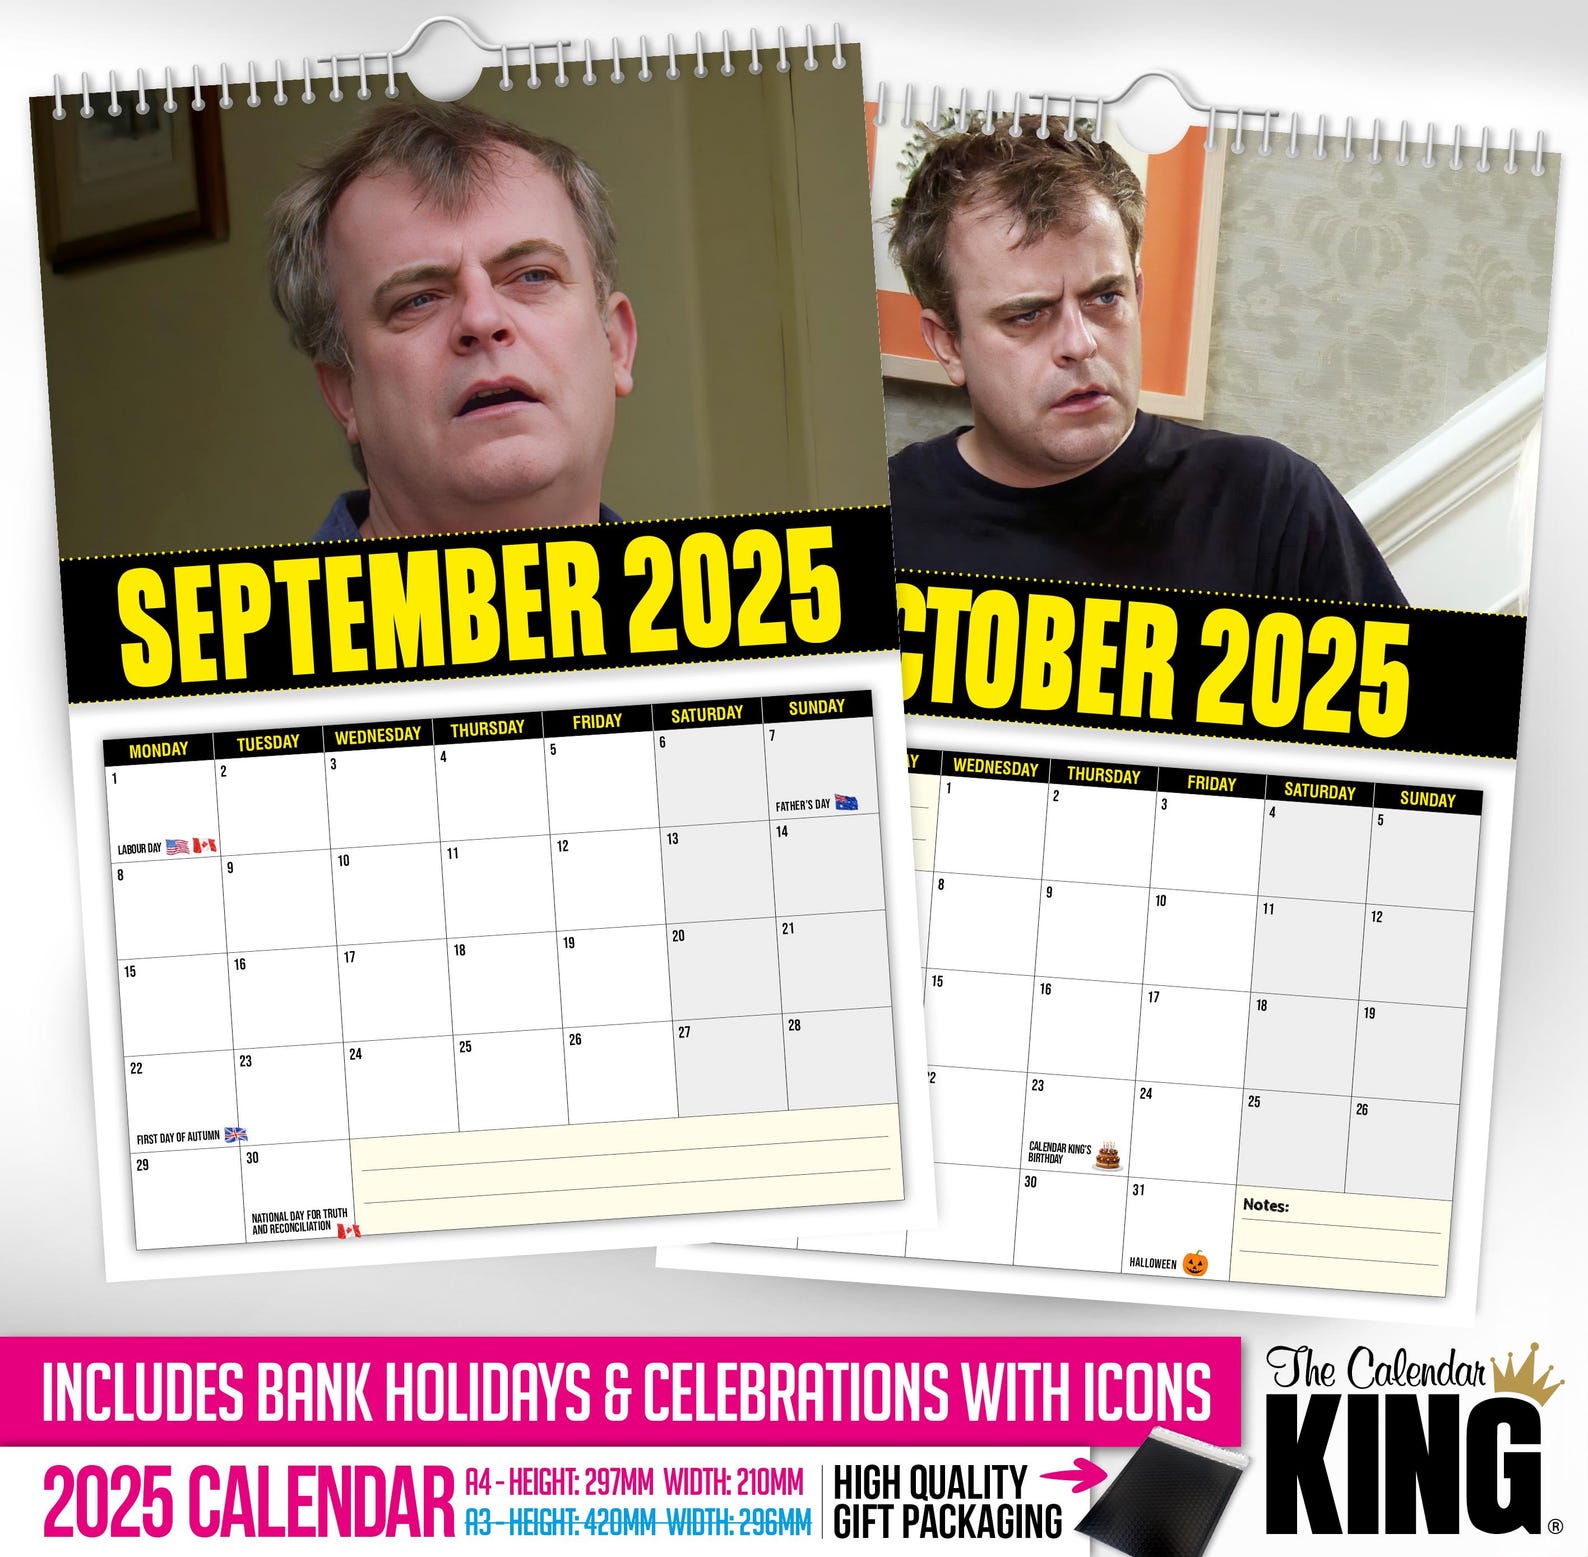 SEPTEMBER 2025
MONDAY TUESDAY WEDNESDAY THURSDAY FRIDAY SATURDAY SUNDAY
1 2 3 4 5 6 7
LABOUR DAY
FATHER'S DAY
8 9 10 11 12 13 14
15 16 17 18 19 20 21
22 23 24 25 26 27 28
FIRST DAY OF AUTUMN
29 30
NATIONAL DAY FOR TRUTH
AND RECONCILIATION
CTOBER 2025
AY WEDNESDAY THURSDAY FRIDAY SATURDAY SUNDAY
1 2 3 4 5
8 9 10 11 12
15 16 17 18 19
22 23 24 25 26
CALENDAR KING'S
BIRTHDAY
30 31
Notes:
HALLOWEEN
INCLUDES BANK HOLIDAYS & CELEBRATIONS WITH ICONS
2025 CALENDAR
A4 - HEIGHT: 297MM WIDTH: 210MM
A3 - HEIGHT: 420MM WIDTH: 296MM
HIGH QUALITY
GIFT PACKAGING
The Calendar
KING
®